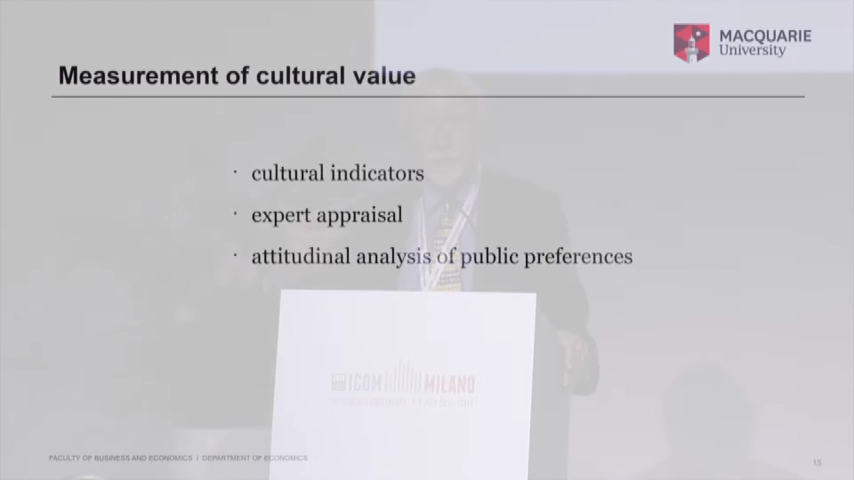 MACQUARIE
University
Measurement of cultural value
· cultural indicators
· expert appraisal
· attitudinal analysis of public preferences
ICOM MILANO
FACULTY OF BUSINESS AND ECONOMICS | DEPARTMENT OF ECONOMICS
15